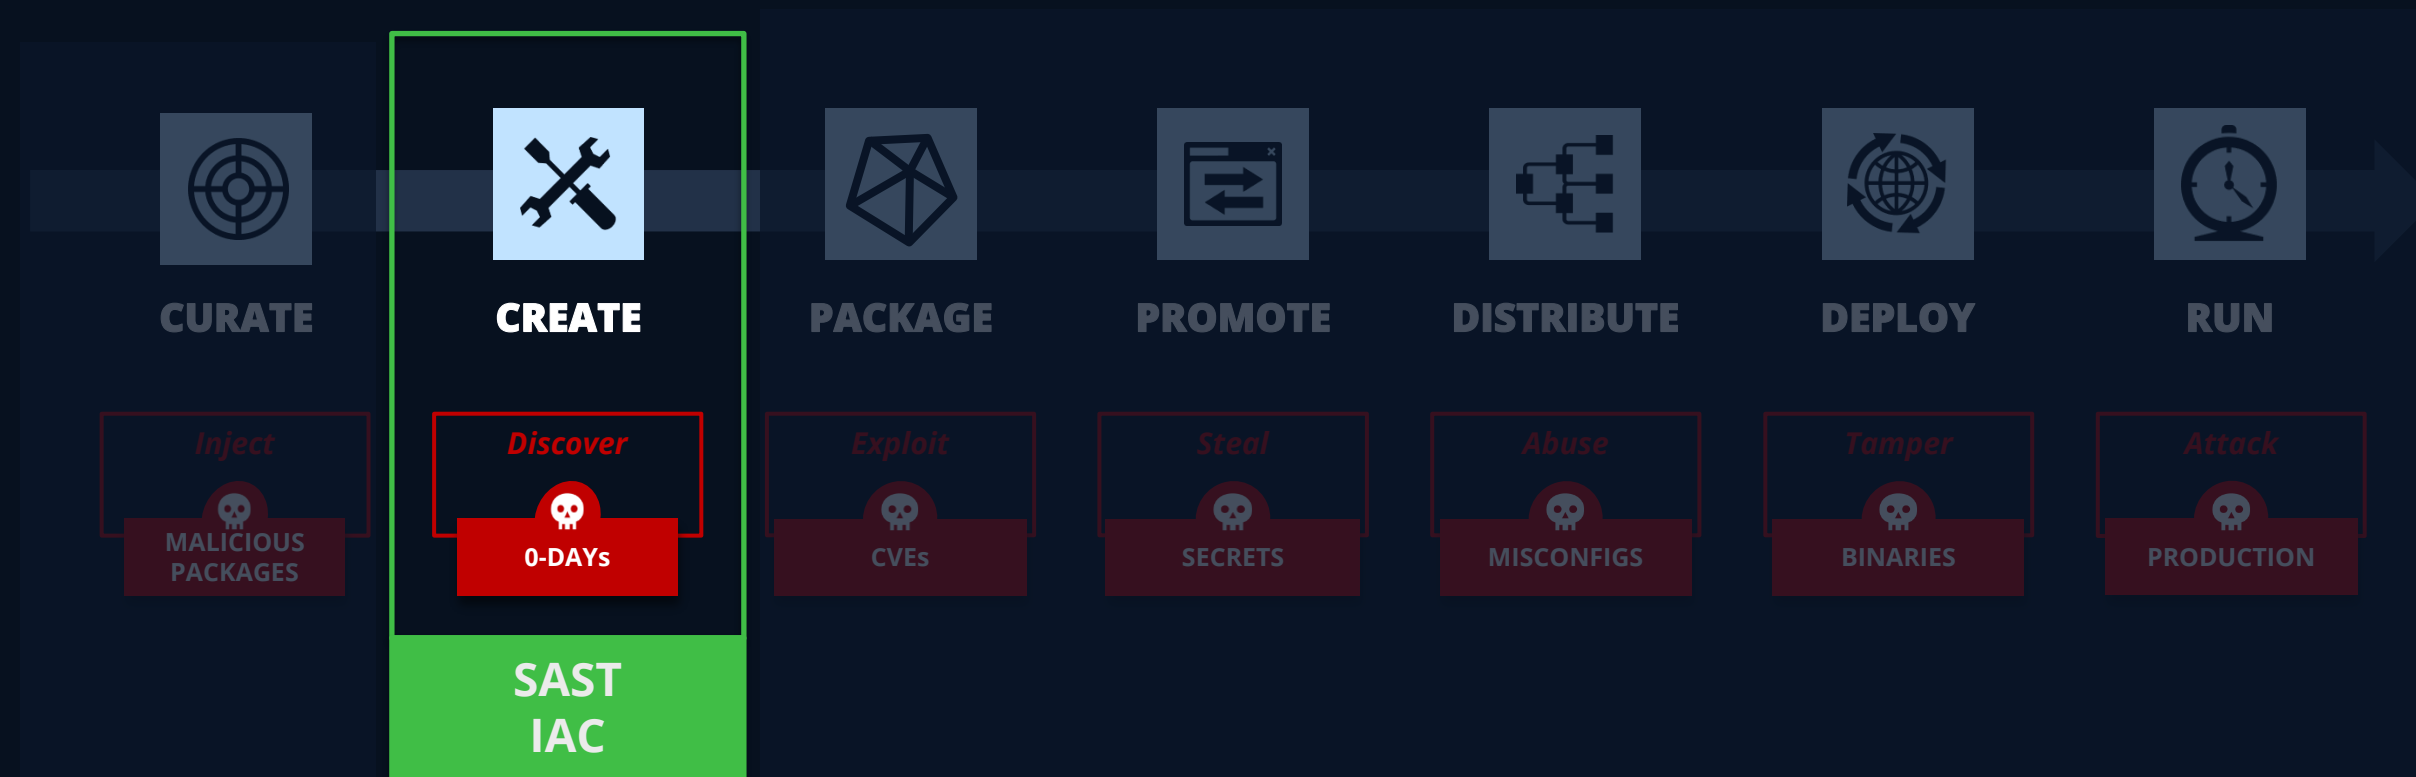 CURATE
CREATE
PACKAGE
PROMOTE
DISTRIBUTE
DEPLOY
RUN
Inject
Discover
Exploit
Steal
Abuse
Tamper
Attack
MALICIOUS
PACKAGES
0-DAYs
CVEs
SECRETS
MISCONFIGS
BINARIES
PRODUCTION
SAST
IAC